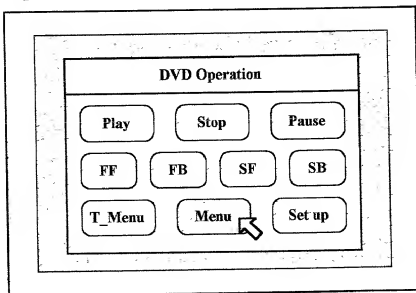 DVD Operation
Play Stop Pause
FF FB SF SB
T_Menu Menu Set up